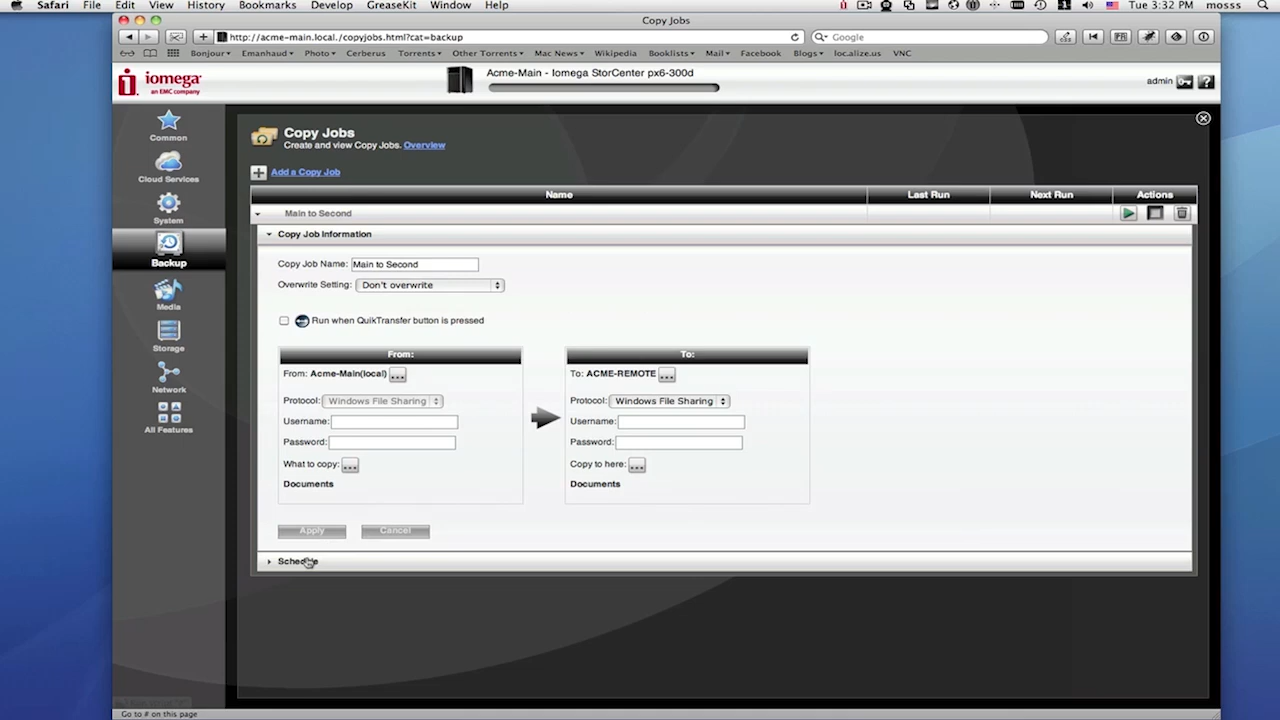 Safari File Edit View History Bookmarks Develop GreaseKit Window Help Tue 3:32 PM mosss
Copy Jobs
http://acme-main.local./copyjobs.html?cat=backup Google
Bonjour Emanhaude Photo Cerberus Torrents Other Torrents Mac News Wikipedia Booklists Mail Facebook Blogs loc.alize.us VNC
iomega
an EMC company
Acme-Main - Iomega StorCenter px6-300d
admin
Common
Cloud Services
System
Backup
Media
Storage
Network
All Features
Copy Jobs
Create and view Copy Jobs. Overview
Add a Copy Job
Name Last Run Next Run Actions
Main to Second
Copy Job Information
Copy Job Name: Main to Second
Overwrite Setting: Don't overwrite
Run when QuikTransfer button is pressed
From:
From: Acme-Main(local) ...
Protocol: Windows File Sharing
Username:
Password:
What to copy: ...
Documents
To:
To: ACME-REMOTE ...
Protocol: Windows File Sharing
Username:
Password:
Copy to here: ...
Documents
Apply Cancel
Schedule
Go to # on this page